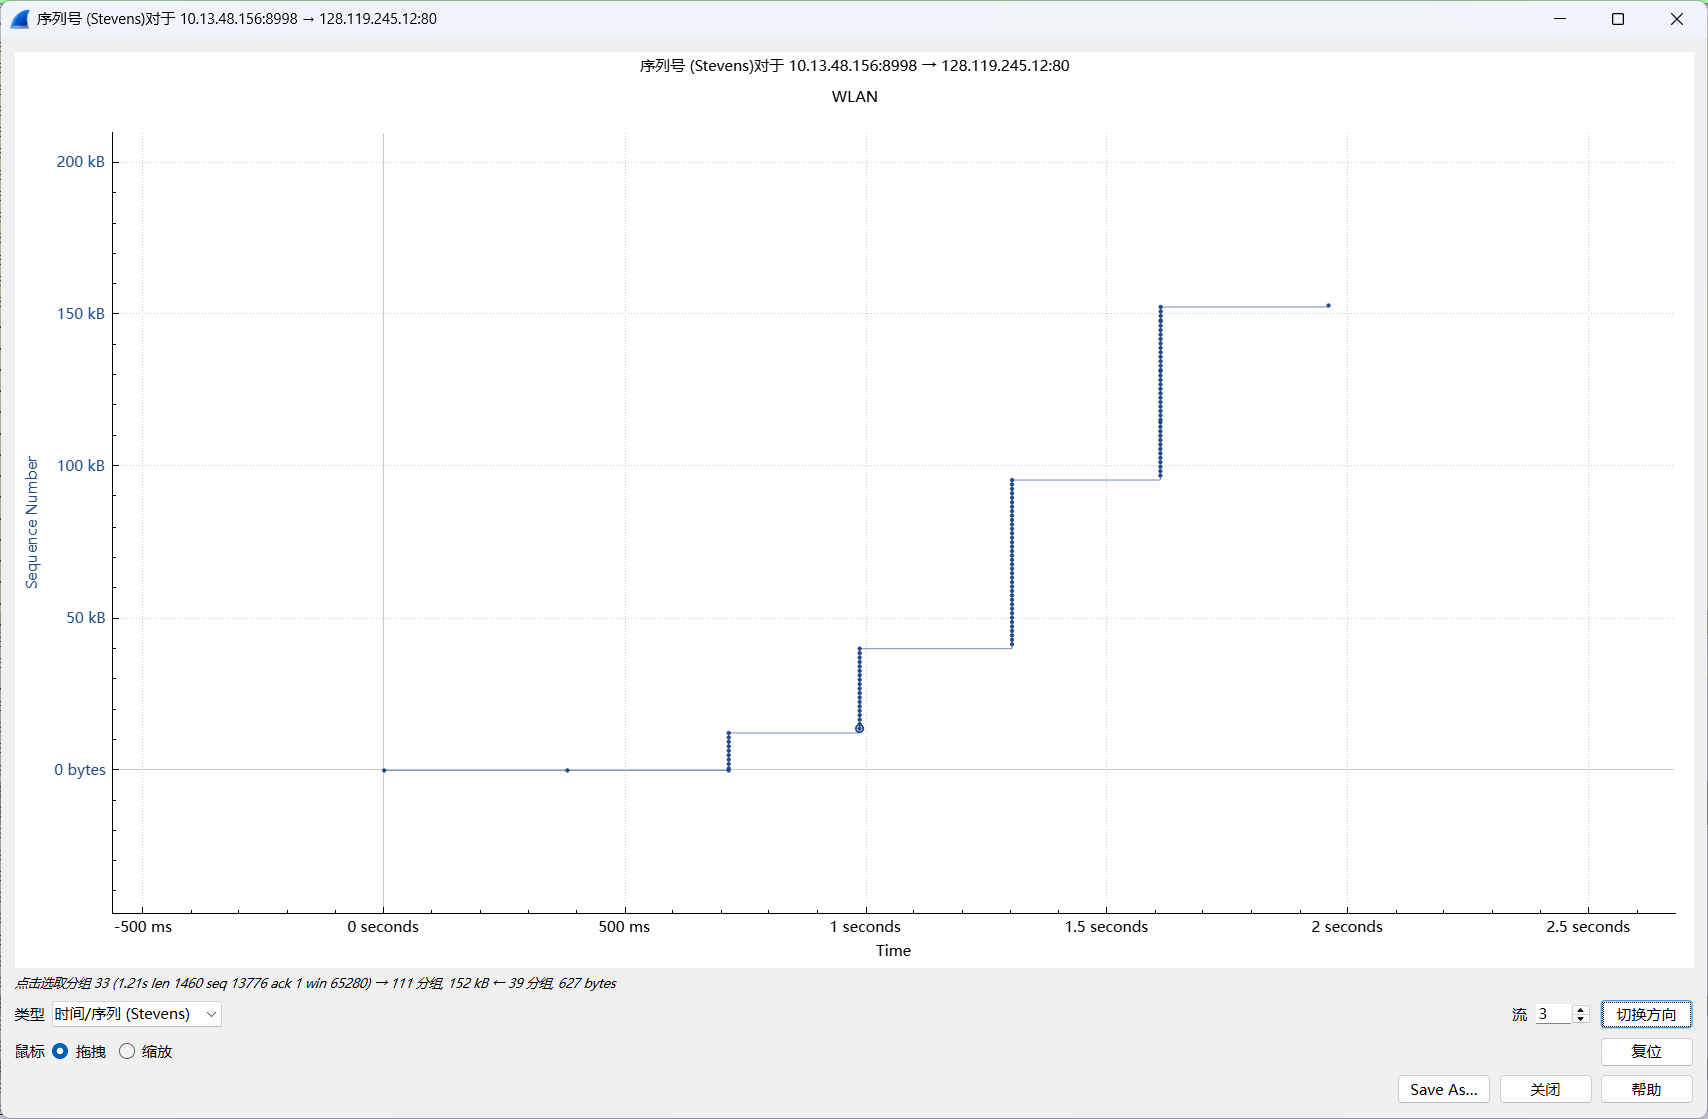 序列号 (Stevens)对于 10.13.48.156:8998 → 128.119.245.12:80
序列号 (Stevens)对于 10.13.48.156:8998 → 128.119.245.12:80
WLAN
200 kB
150 kB
100 kB
50 kB
0 bytes
Sequence Number
-500 ms 0 seconds 500 ms 1 seconds 1.5 seconds 2 seconds 2.5 seconds
Time
点击选取分组 33 (1.21s len 1460 seq 13776 ack 1 win 65280) → 111 分组, 152 kB ← 39 分组, 627 bytes
类型 时间/序列 (Stevens) 流 3 切换方向
鼠标 拖拽 缩放 复位
Save As... 关闭 帮助